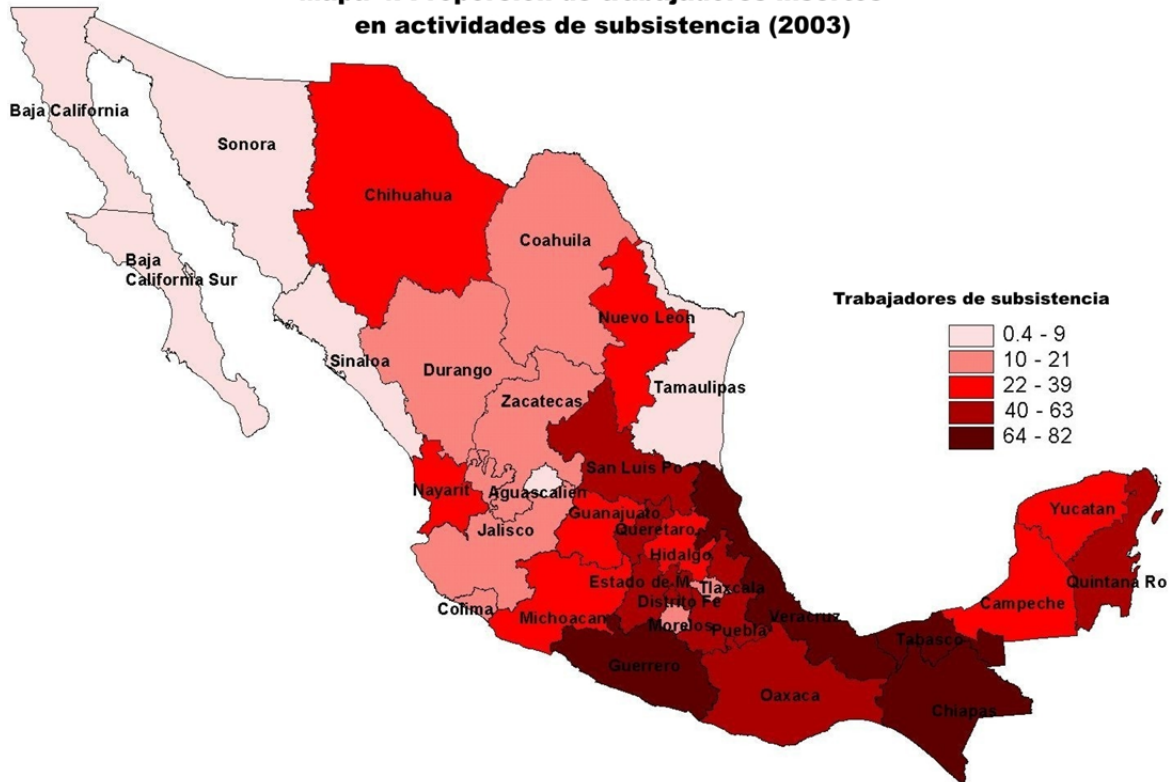 en actividades de subsistencia (2003)
Baja California
Sonora
Chihuahua
Coahuila
Baja
California Sur
Nuevo Leon
Sinaloa
Durango
Tamaulipas
Zacatecas
San Luis Po
Nayarit
Aguascalien
Guanajuato
Jalisco
Queretaro
Hidalgo
Estado de M
Tlaxcala
Distrito Fe
Colima
Michoacan
Morelos
Puebla
Veracruz
Guerrero
Oaxaca
Tabasco
Chiapas
Campeche
Yucatan
Quintana Ro
Trabajadores de subsistencia
0.4 - 9
10 - 21
22 - 39
40 - 63
64 - 82